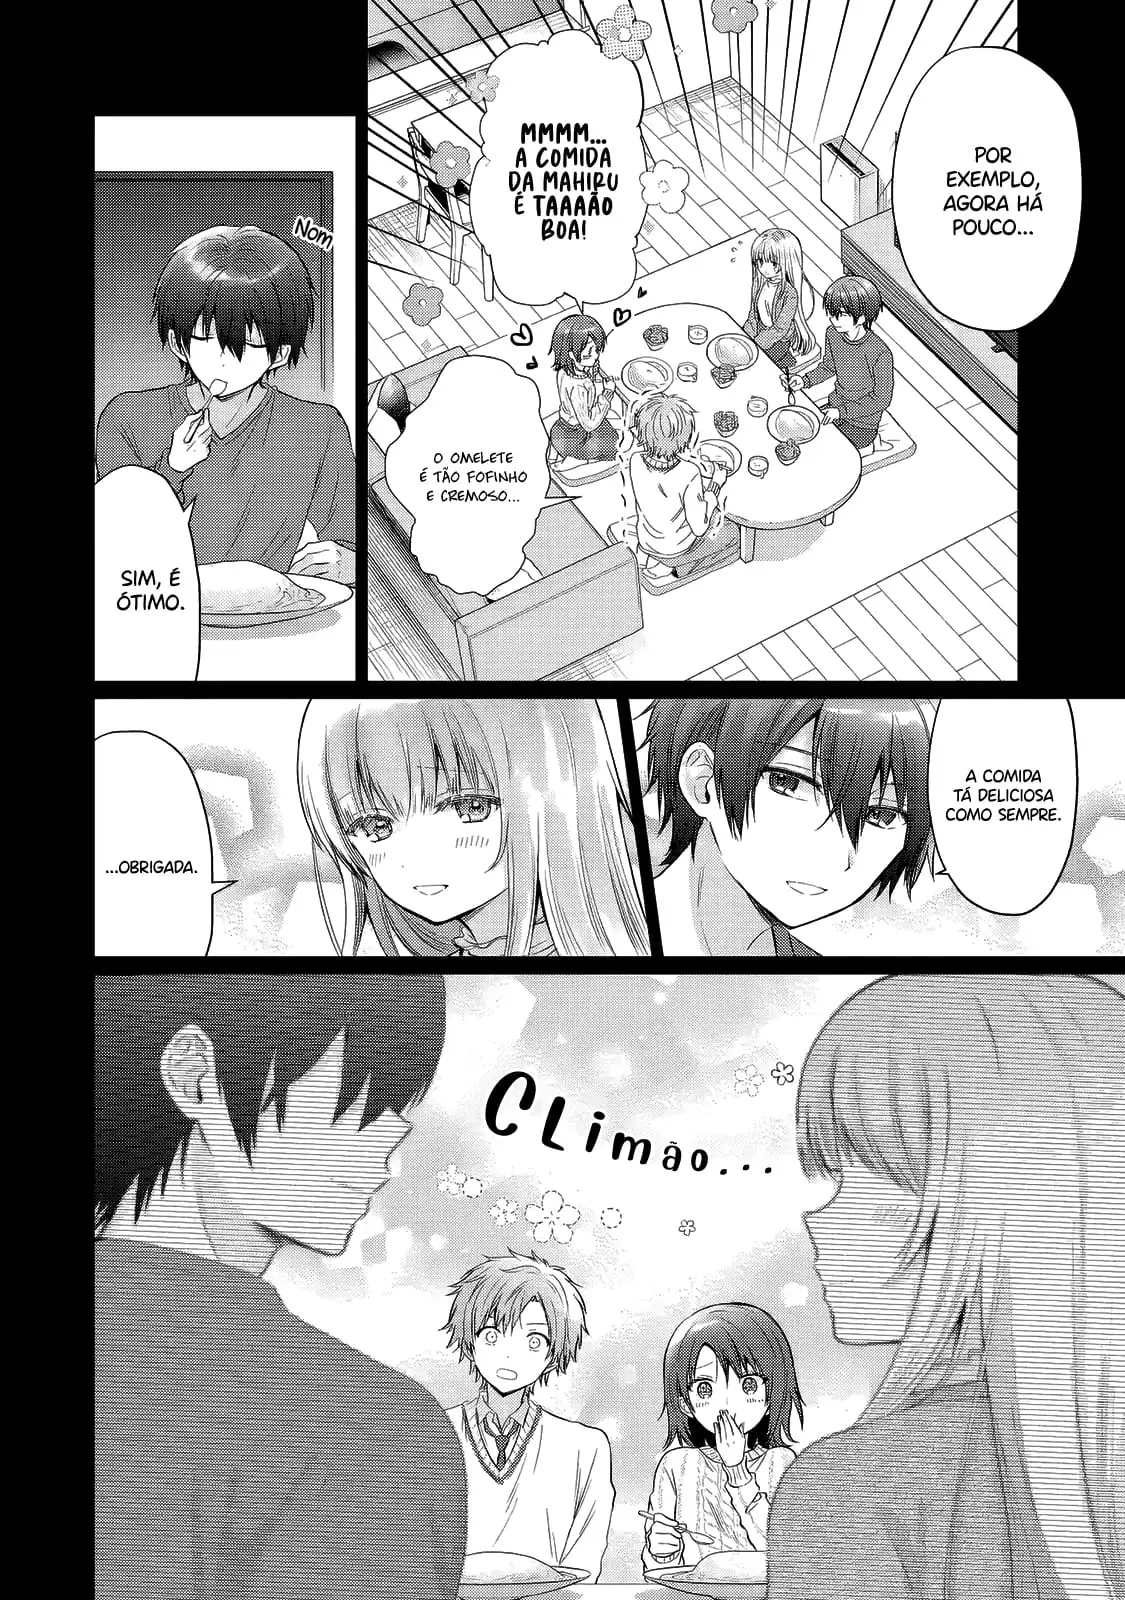 POR
EXEMPLO,
AGORA HÁ
POUCO...
MMMM...
A COMIDA
DA MAHIRU
É TAAAÃO
BOA!
O OMELETE
É TÃO FOFINHO
E CREMOSO...
Nom
SIM, É
ÓTIMO.
A COMIDA
TÁ DELICIOSA
COMO SEMPRE.
...OBRIGADA.
CLimão...